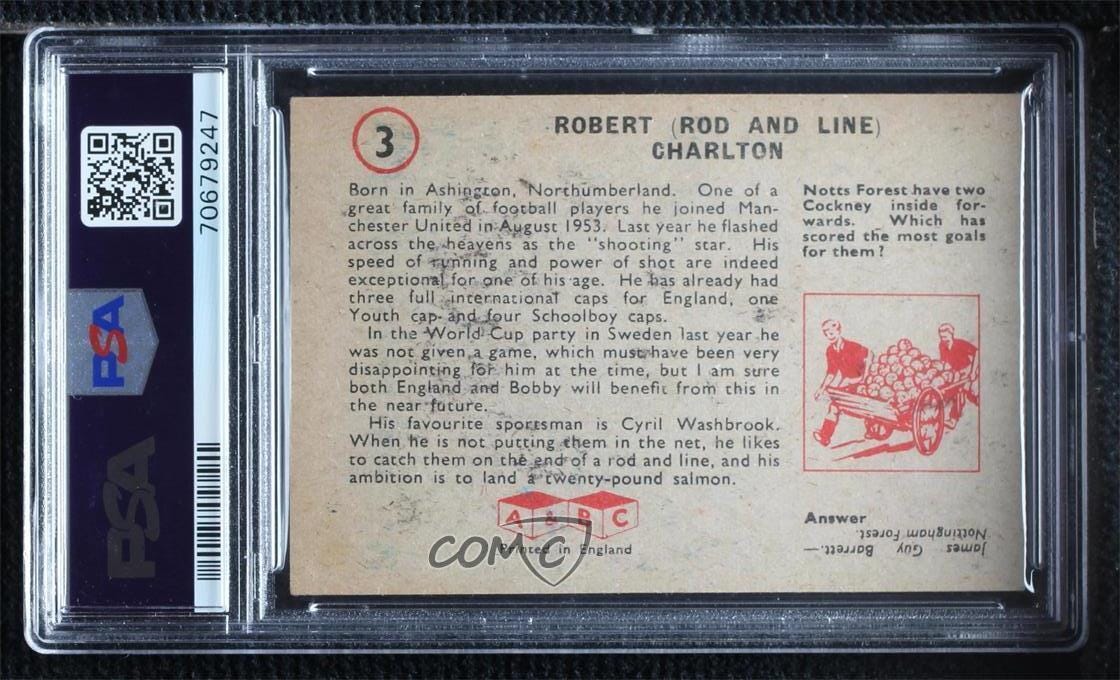 70679247
PSA
PSA
3
ROBERT (ROD AND LINE)
CHARLTON
Born in Ashington, Northumberland. One of a
great family of football players he joined Man-
chester United in August 1953. Last year he flashed
across the heavens as the "shooting" star. His
speed of running and power of shot are indeed
exceptional for one of his age. He has already had
three full international caps for England, one
Youth cap and four Schoolboy caps.
In the World Cup party in Sweden last year he
was not given a game, which must have been very
disappointing for him at the time, but I am sure
both England and Bobby will benefit from this in
the near future.
His favourite sportsman is Cyril Washbrook.
When he is not putting them in the net, he likes
to catch them on the end of a rod and line, and his
ambition is to land a twenty-pound salmon.
A & B C
Printed in England
COMC
Notts Forest have two
Cockney inside for-
wards. Which has
scored the most goals
for them?
Answer
James Guy Barrett.—
Nottingham Forest.